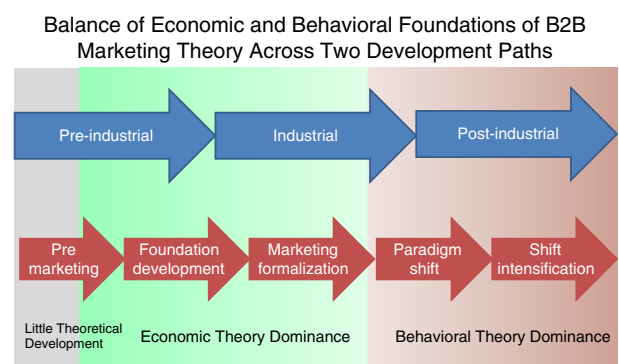 Balance of Economic and Behavioral Foundations of B2B
Marketing Theory Across Two Development Paths
Pre-industrial
Industrial
Post-industrial
Pre
marketing
Foundation
development
Marketing
formalization
Paradigm
shift
Shift
intensification
Little Theoretical
Development
Economic Theory Dominance
Behavioral Theory Dominance